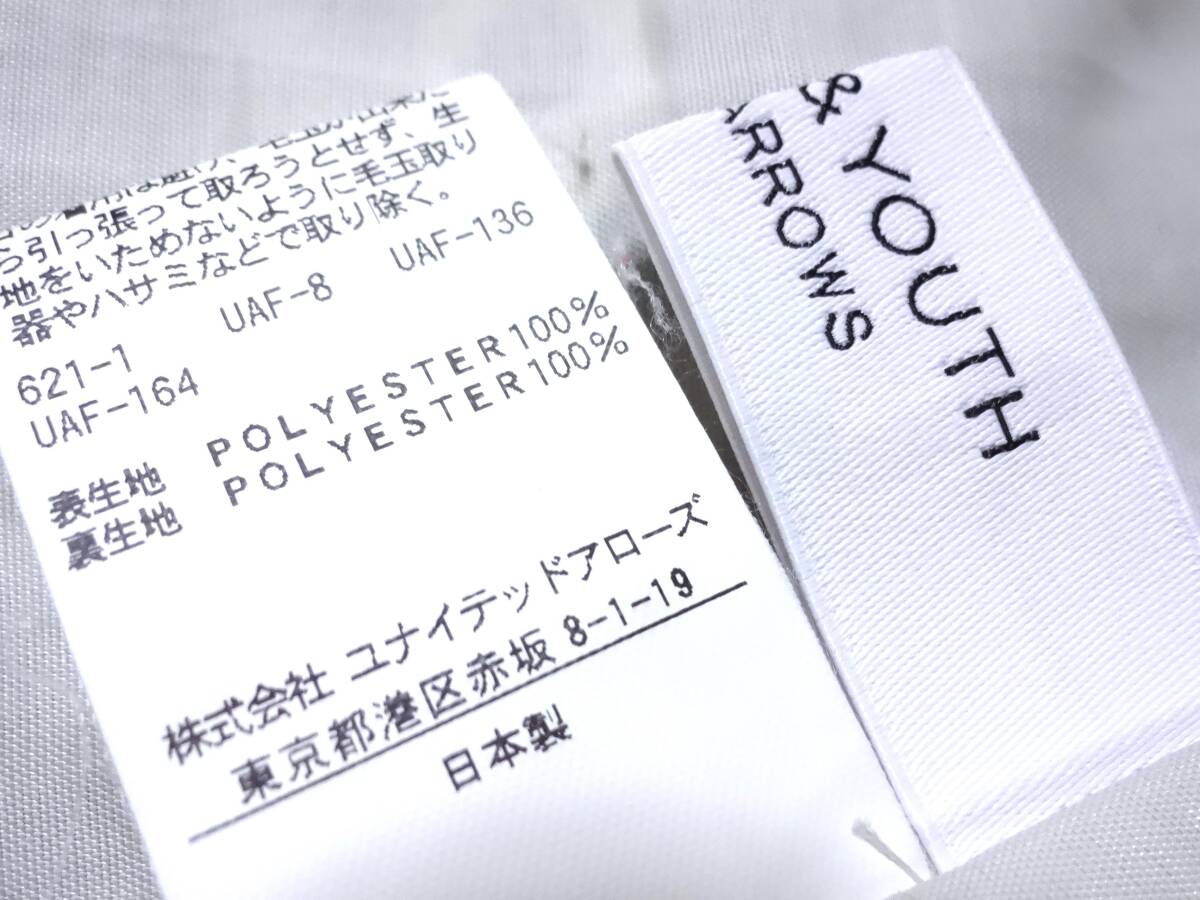 っ引っ張って取ろうとせず、生
地をいためないように毛玉取り
器やハサミなどで取り除く。
621-1 UAF-8 UAF-136
UAF-164
表生地 POLYESTER100%
裏生地 POLYESTER100%
株式会社 ユナイテッドアローズ
東京都港区赤坂 8-1-19
日本製
& YOUTH
ARROWS